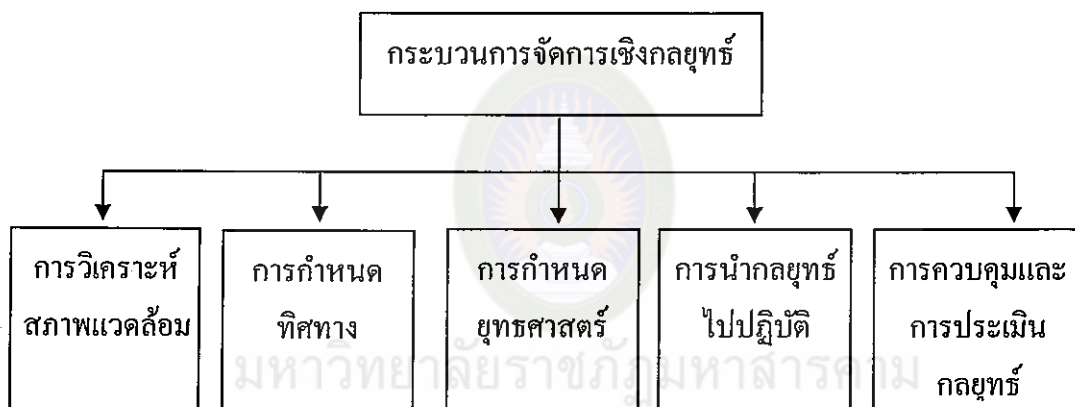 กระบวนการจัดการเชิงกลยุทธ์
การวิเคราะห์
สภาพแวดล้อม
การกำหนด
ทิศทาง
การกำหนด
ยุทธศาสตร์
การนำกลยุทธ์
ไปปฏิบัติ
การควบคุมและ
การประเมิน
กลยุทธ์
มหาวิทยาลัยราชภัฏมหาสารคาม